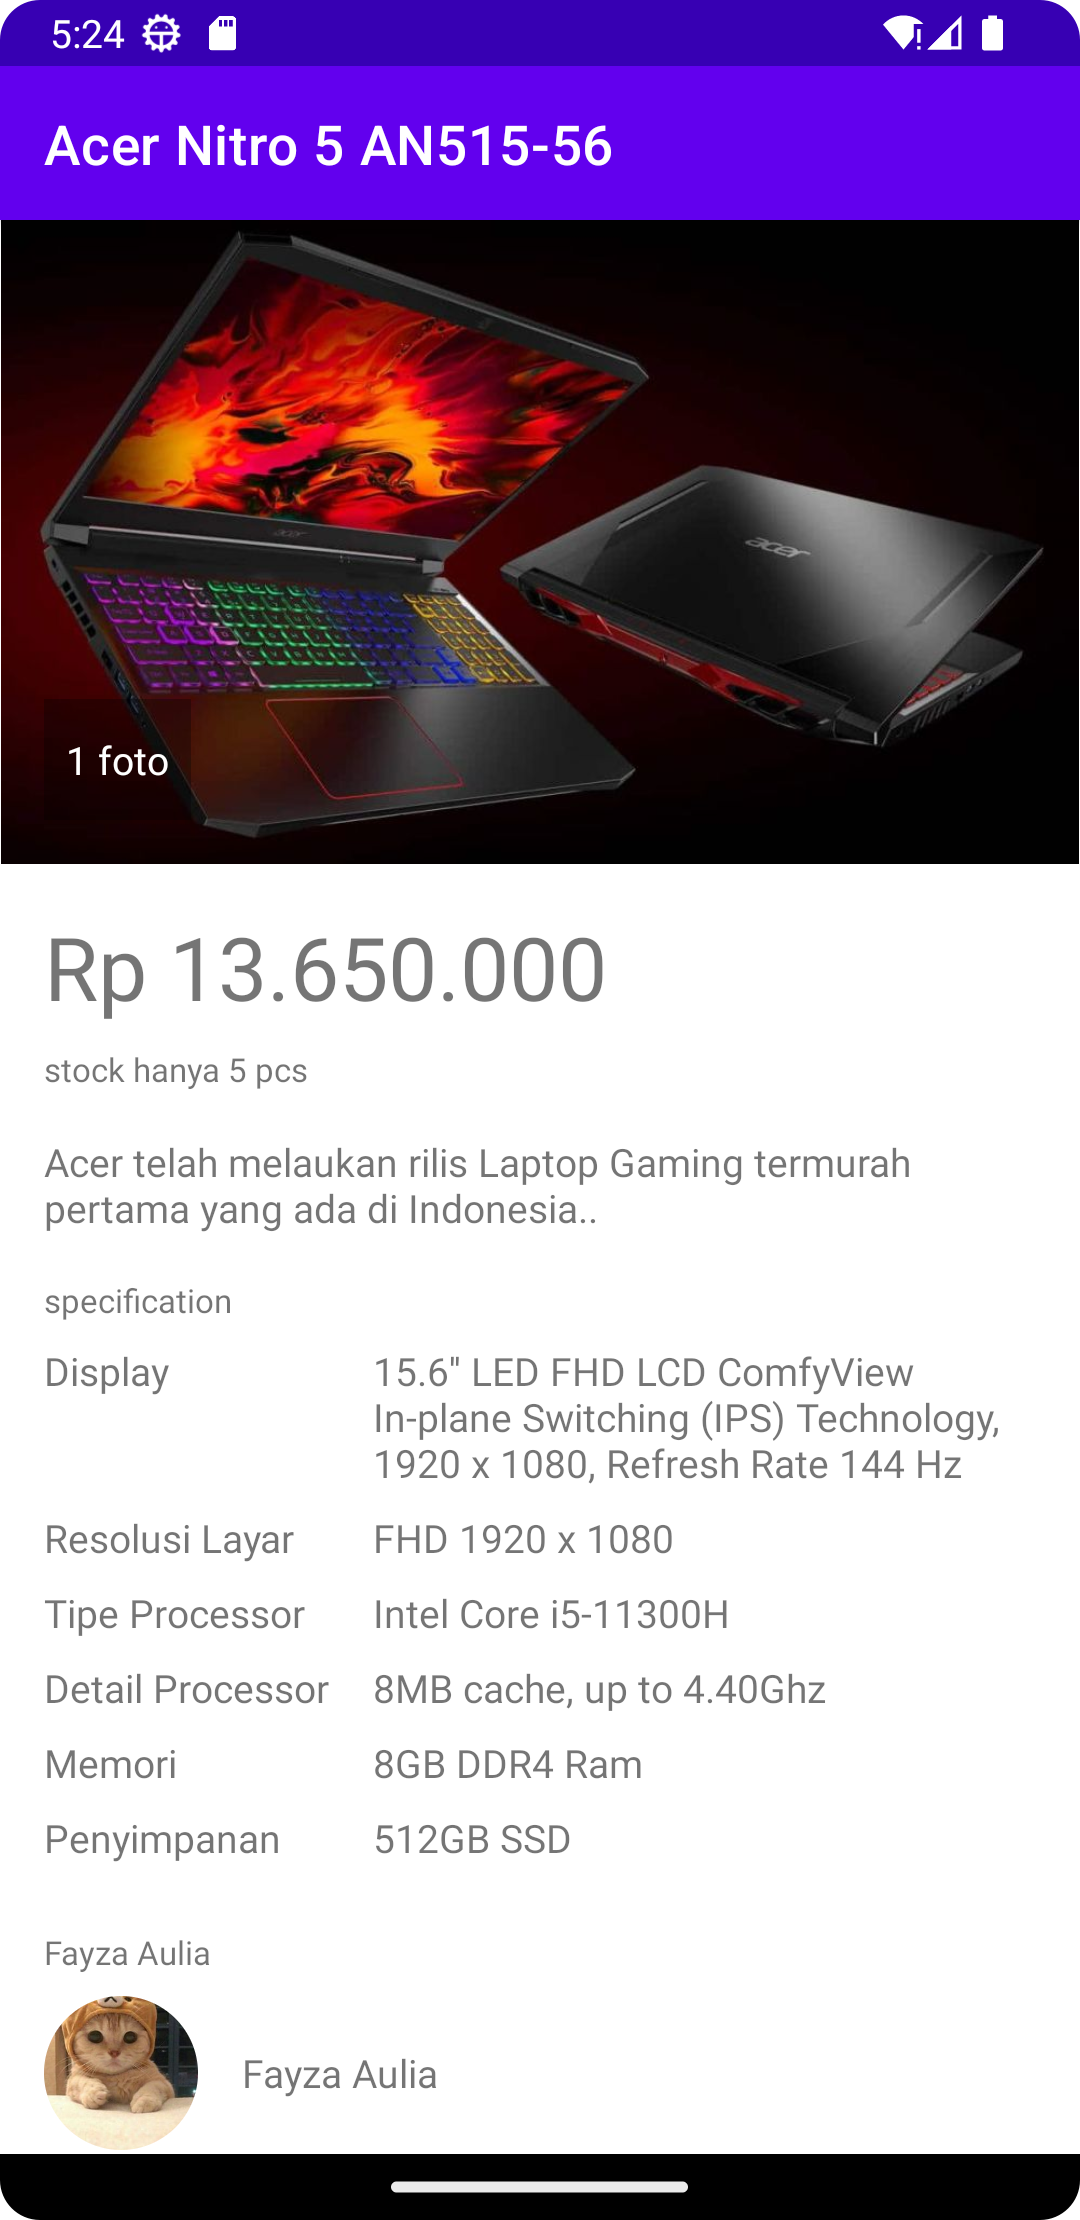 5:24
Acer Nitro 5 AN515-56
acer
acer
1 foto
Rp 13.650.000
stock hanya 5 pcs
Acer telah melaukan rilis Laptop Gaming termurah
pertama yang ada di Indonesia..
specification
Display
15.6" LED FHD LCD ComfyView
In-plane Switching (IPS) Technology,
1920 x 1080, Refresh Rate 144 Hz
Resolusi Layar
FHD 1920 x 1080
Tipe Processor
Intel Core i5-11300H
Detail Processor
8MB cache, up to 4.40Ghz
Memori
8GB DDR4 Ram
Penyimpanan
512GB SSD
Fayza Aulia
Fayza Aulia